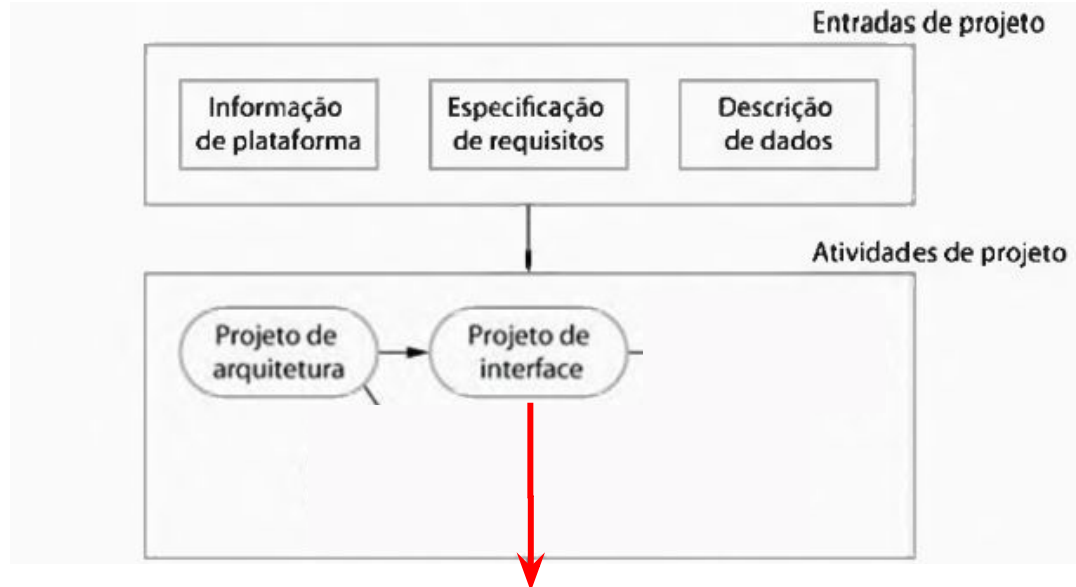 Entradas de projeto
Informação
de plataforma
Especificação
de requisitos
Descrição
de dados
Atividades de projeto
Projeto de
arquitetura
Projeto de
interface